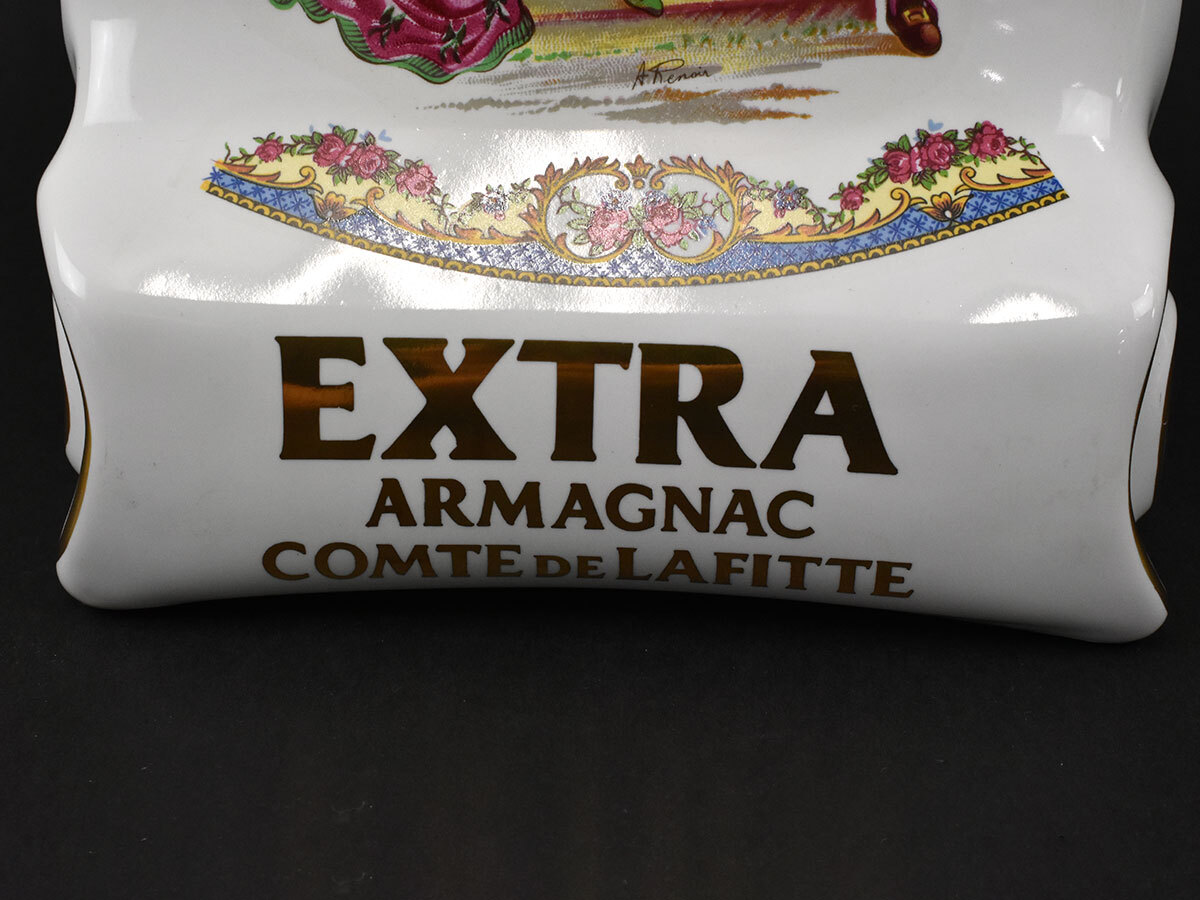 A Renoir
EXTRA
ARMAGNAC
COMTE DE LAFITTE